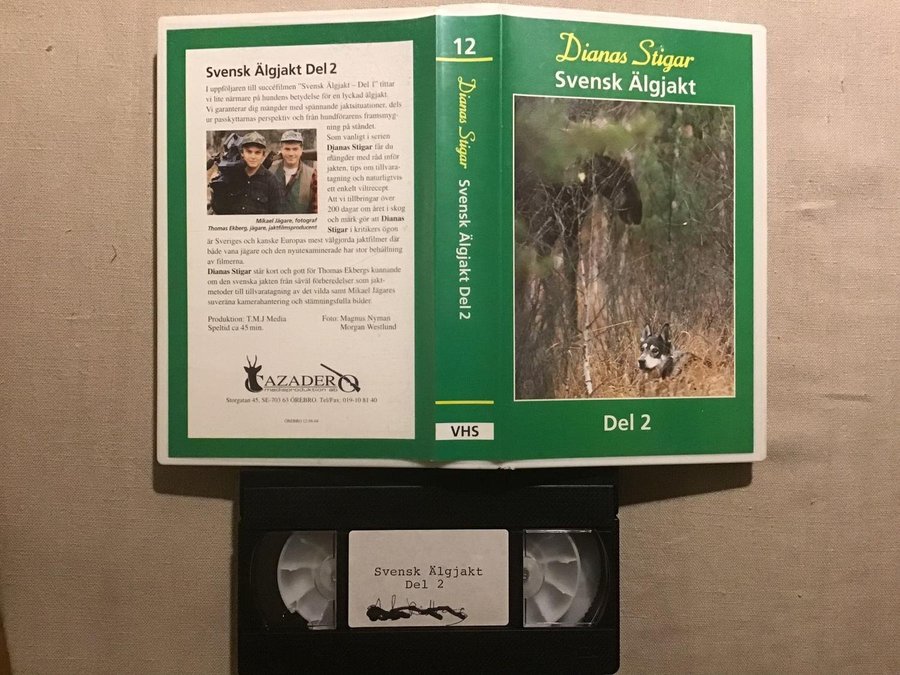 Svensk Älgjakt Del 2
I uppföljaren till succéfilmen "Svensk Älgjakt – Del 1" tittar
vi lite närmare på hundens betydelse för en lyckad älgjakt.
Vi garanterar dig mängder med spännande jaktsituationer, dels
ur passkyttarnas perspektiv och från hundförarens framsmyg-
ning på ståndet.
Som vanligt i serien
Dianas Stigar får du
mängder med råd inför
jakten, tips om tillvara-
tagning och naturligtvis
ett enkelt viltrecept
Att vi tillbringar över
200 dagar om året i skog
och mark gör att Dianas
Stigar i kritikers ögon
Mikael Jägare, fotograf
Thomas Ekberg, jägare, jaktfilmsproducent
är Sveriges och kanske Europas mest välgjorda jaktfilmer där
både vana jägare och den nyutexaminerade har stor behållning
av filmerna.
Dianas Stigar står kort och gott för Thomas Ekbergs kunnande
om den svenska jakten från såväl förberedelser som jakt-
metoder till tillvaratagning av det vilda samt Mikael Jägares
suveräna kamerahantering och stämningsfulla bilder.
Produktion: T.M.J Media
Speltid ca 45 min.
Foto: Magnus Nyman
Morgan Westlund
CAZADERO
mediaproduktion ab
Storgatan 45, SE-703 63 ÖREBRO. Tel/Fax. 019-10 81 40
12
Dianas Stigar
Svensk Älgjakt Del 2
VHS
Dianas Stigar
Svensk Älgjakt
Del 2
Svensk Älgjakt
Del 2